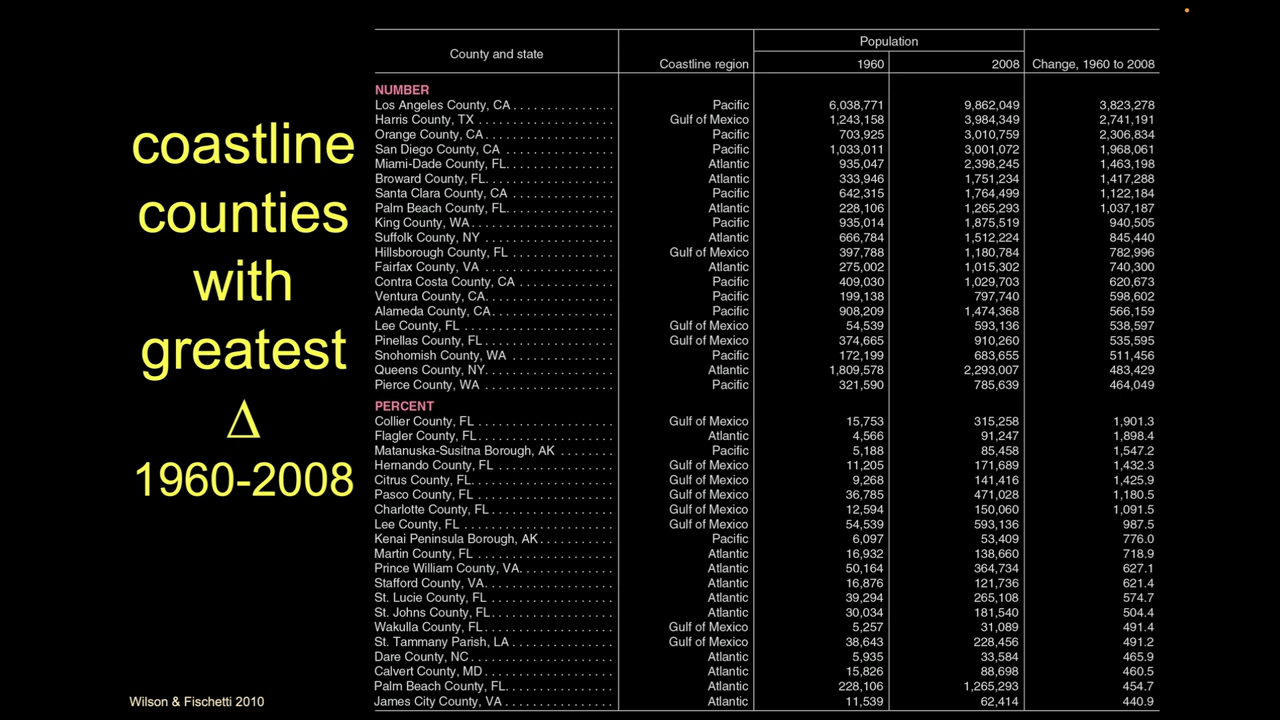 coastline
counties
with
greatest
Δ
1960-2008
County and state Coastline region Population 1960 2008 Change, 1960 to 2008
NUMBER
Los Angeles County, CA . . . . . . . . . . . . . . . Pacific 6,038,771 9,862,049 3,823,278
Harris County, TX . . . . . . . . . . . . . . . . . . . . Gulf of Mexico 1,243,158 3,984,349 2,741,191
Orange County, CA . . . . . . . . . . . . . . . . . . . Pacific 703,925 3,010,759 2,306,834
San Diego County, CA . . . . . . . . . . . . . . . . . Pacific 1,033,011 3,001,072 1,968,061
Miami-Dade County, FL. . . . . . . . . . . . . . . . Atlantic 935,047 2,398,245 1,463,198
Broward County, FL. . . . . . . . . . . . . . . . . . . Atlantic 333,946 1,751,234 1,417,288
Santa Clara County, CA . . . . . . . . . . . . . . . . Pacific 642,315 1,764,499 1,122,184
Palm Beach County, FL. . . . . . . . . . . . . . . . Atlantic 228,106 1,265,293 1,037,187
King County, WA . . . . . . . . . . . . . . . . . . . . . Pacific 935,014 1,875,519 940,505
Suffolk County, NY . . . . . . . . . . . . . . . . . . . Atlantic 666,784 1,512,224 845,440
Hillsborough County, FL . . . . . . . . . . . . . . . . Gulf of Mexico 397,788 1,180,784 782,996
Fairfax County, VA . . . . . . . . . . . . . . . . . . . Atlantic 275,002 1,015,302 740,300
Contra Costa County, CA . . . . . . . . . . . . . . Pacific 409,030 1,029,703 620,673
Ventura County, CA. . . . . . . . . . . . . . . . . . . Pacific 199,138 797,740 598,602
Alameda County, CA. . . . . . . . . . . . . . . . . . Pacific 908,209 1,474,368 566,159
Lee County, FL . . . . . . . . . . . . . . . . . . . . . . Gulf of Mexico 54,539 593,136 538,597
Pinellas County, FL . . . . . . . . . . . . . . . . . . . Gulf of Mexico 374,665 910,260 535,595
Snohomish County, WA . . . . . . . . . . . . . . . Pacific 172,199 683,655 511,456
Queens County, NY. . . . . . . . . . . . . . . . . . . Atlantic 1,809,578 2,293,007 483,429
Pierce County, WA . . . . . . . . . . . . . . . . . . . Pacific 321,590 785,639 464,049
PERCENT
Collier County, FL . . . . . . . . . . . . . . . . . . . . Gulf of Mexico 15,753 315,258 1,901.3
Flagler County, FL. . . . . . . . . . . . . . . . . . . . Atlantic 4,566 91,247 1,898.4
Matanuska-Susitna Borough, AK . . . . . . . . Pacific 5,188 85,458 1,547.2
Hernando County, FL . . . . . . . . . . . . . . . . . Gulf of Mexico 11,205 171,689 1,432.3
Citrus County, FL. . . . . . . . . . . . . . . . . . . . . Gulf of Mexico 9,268 141,416 1,425.9
Pasco County, FL . . . . . . . . . . . . . . . . . . . . Gulf of Mexico 36,785 471,028 1,180.5
Charlotte County, FL . . . . . . . . . . . . . . . . . . Gulf of Mexico 12,594 150,060 1,091.5
Lee County, FL . . . . . . . . . . . . . . . . . . . . . . Gulf of Mexico 54,539 593,136 987.5
Kenai Peninsula Borough, AK . . . . . . . . . . . Pacific 6,097 53,409 776.0
Martin County, FL . . . . . . . . . . . . . . . . . . . . Atlantic 16,932 138,660 718.9
Prince William County, VA. . . . . . . . . . . . . . Atlantic 50,164 364,734 627.1
Stafford County, VA. . . . . . . . . . . . . . . . . . . Atlantic 16,876 121,736 621.4
St. Lucie County, FL . . . . . . . . . . . . . . . . . . Atlantic 39,294 265,108 574.7
St. Johns County, FL. . . . . . . . . . . . . . . . . . Atlantic 30,034 181,540 504.4
Wakulla County, FL. . . . . . . . . . . . . . . . . . . Gulf of Mexico 5,257 31,089 491.4
St. Tammany Parish, LA . . . . . . . . . . . . . . . Gulf of Mexico 38,643 228,456 491.2
Dare County, NC . . . . . . . . . . . . . . . . . . . . . Atlantic 5,935 33,584 465.9
Calvert County, MD . . . . . . . . . . . . . . . . . . . Atlantic 15,826 88,698 460.5
Palm Beach County, FL. . . . . . . . . . . . . . . . Atlantic 228,106 1,265,293 454.7
James City County, VA . . . . . . . . . . . . . . . . Atlantic 11,539 62,414 440.9
Wilson & Fischetti 2010